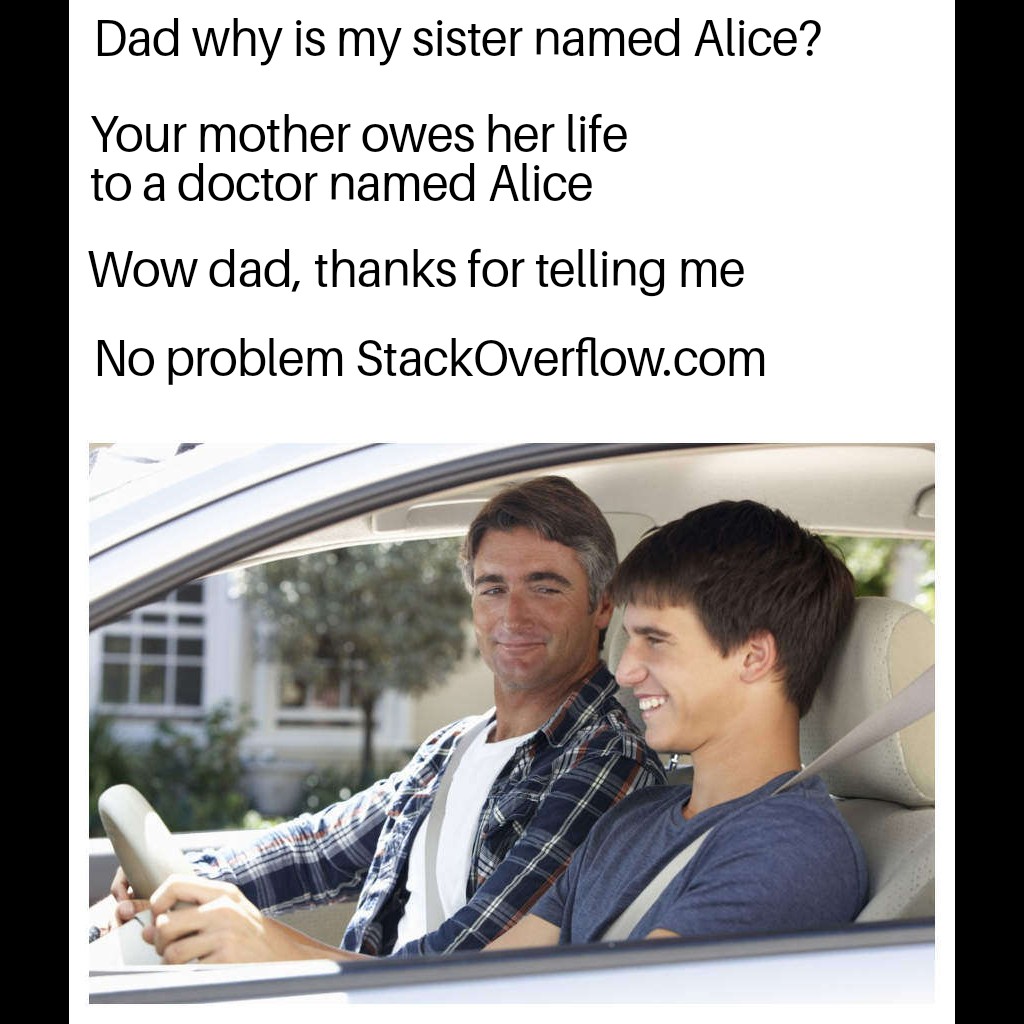 Dad why is my sister named Alice?
Your mother owes her life
to a doctor named Alice
Wow dad, thanks for telling me
No problem StackOverflow.com